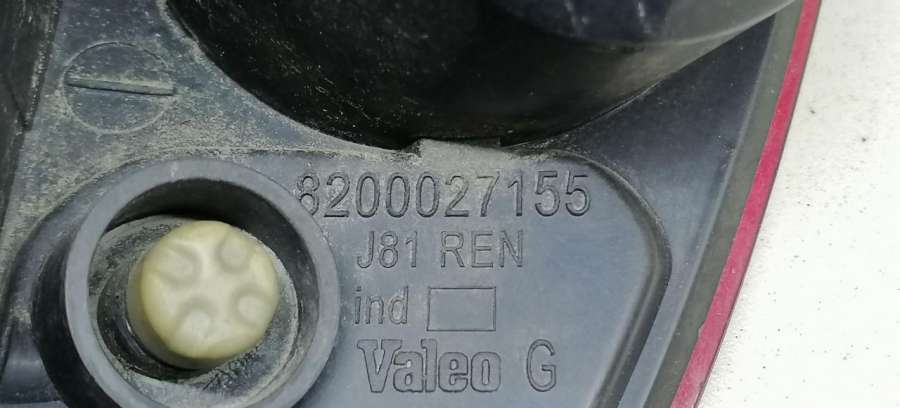 8200027155
J81 REN
ind
Valeo G